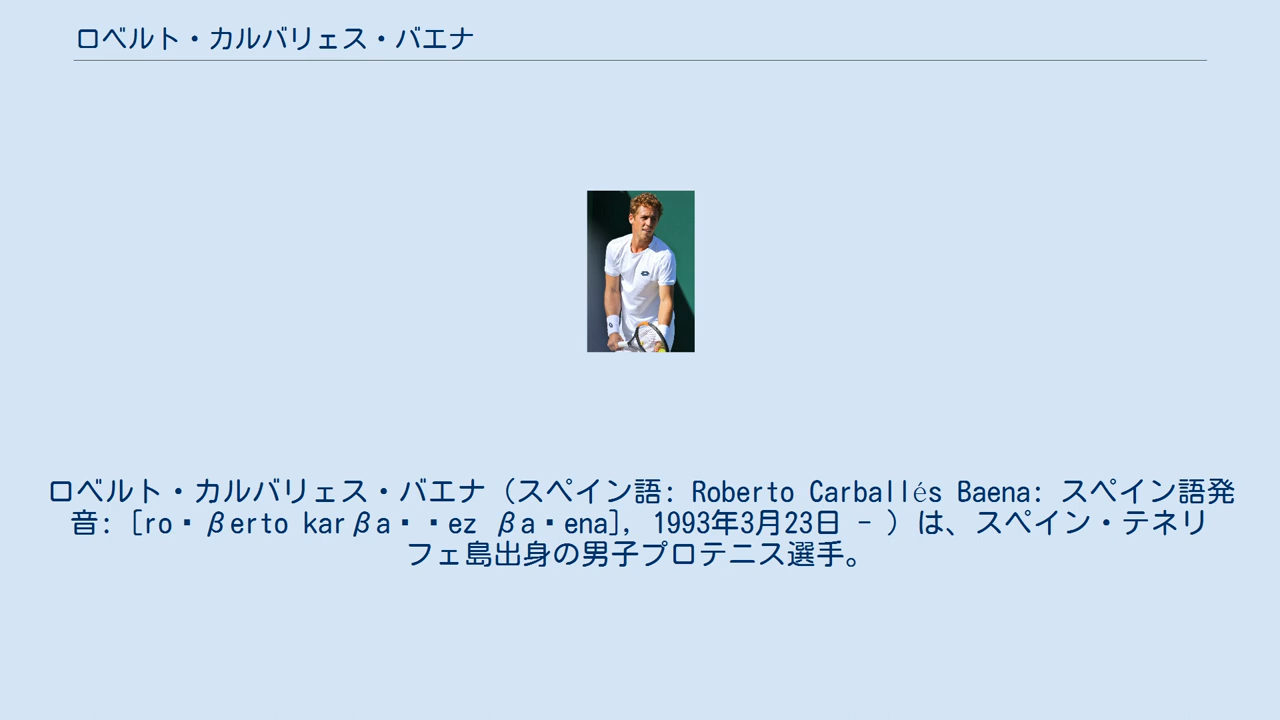 ロベルト・カルバリェス・バエナ
ロベルト・カルバリェス・バエナ（スペイン語: Roberto Carballés Baena: スペイン語発
音: [ro・βerto karβa・・ez βa・ena], 1993年3月23日 - ）は、スペイン・テネリ
フェ島出身の男子プロテニス選手。